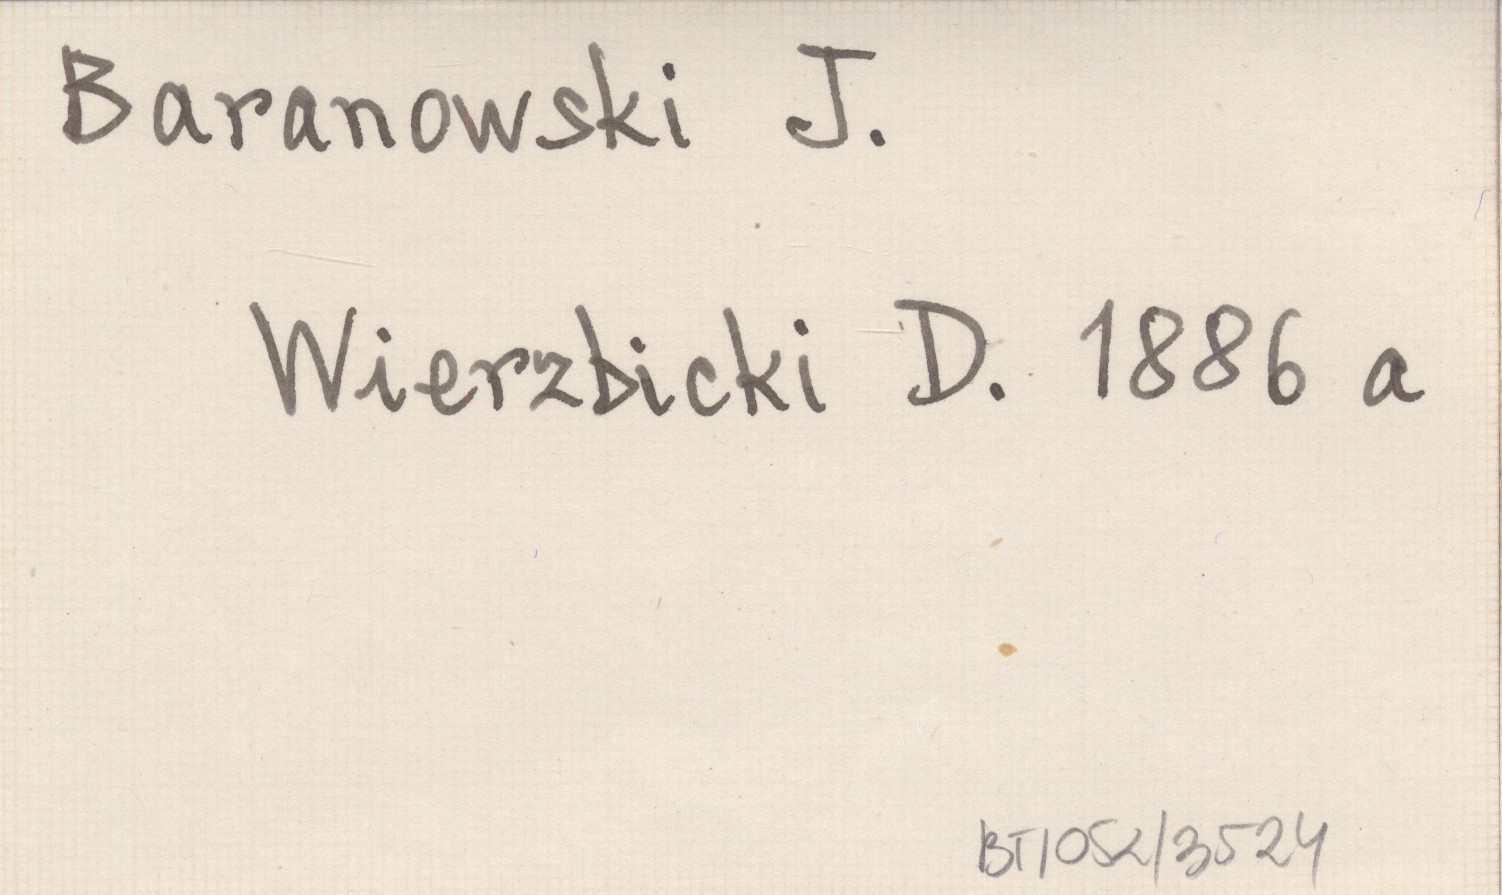 Baranowski J.
Wierzbicki D. 1886 a
BT/052/3524